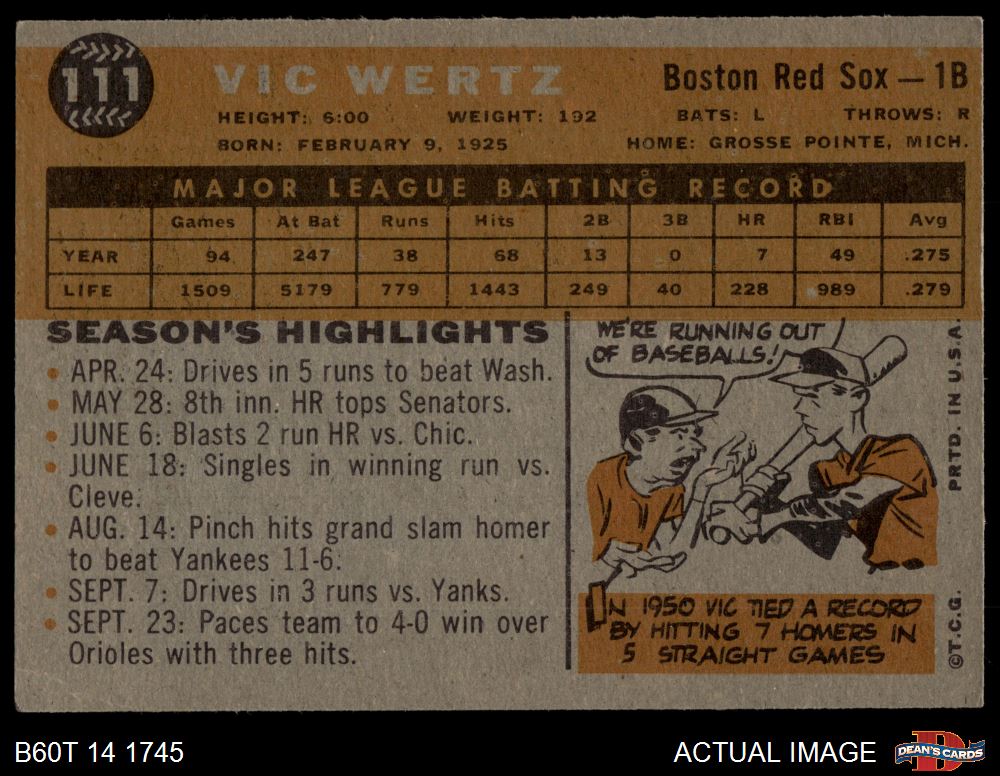 111
VIC WERTZ
Boston Red Sox — 1B
HEIGHT: 6:00 WEIGHT: 192 BATS: L THROWS: R
BORN: FEBRUARY 9, 1925 HOME: GROSSE POINTE, MICH.
MAJOR LEAGUE BATTING RECORD
Games At Bat Runs Hits 2B 3B HR RBI Avg
YEAR 94 247 38 68 13 0 7 49 .275
LIFE 1509 5179 779 1443 249 40 228 989 .279
SEASON'S HIGHLIGHTS
• APR. 24: Drives in 5 runs to beat Wash.
• MAY 28: 8th inn. HR tops Senators.
• JUNE 6: Blasts 2 run HR vs. Chic.
• JUNE 18: Singles in winning run vs.
Cleve.
• AUG. 14: Pinch hits grand slam homer
to beat Yankees 11-6.
• SEPT. 7: Drives in 3 runs vs. Yanks.
• SEPT. 23: Paces team to 4-0 win over
Orioles with three hits.
WE'RE RUNNING OUT
OF BASEBALLS!
IN 1950 VIC TIED A RECORD
BY HITTING 7 HOMERS IN
5 STRAIGHT GAMES
©T.C.G. PRTD. IN U.S.A.
B60T 14 1745
ACTUAL IMAGE
DEAN'S CARDS